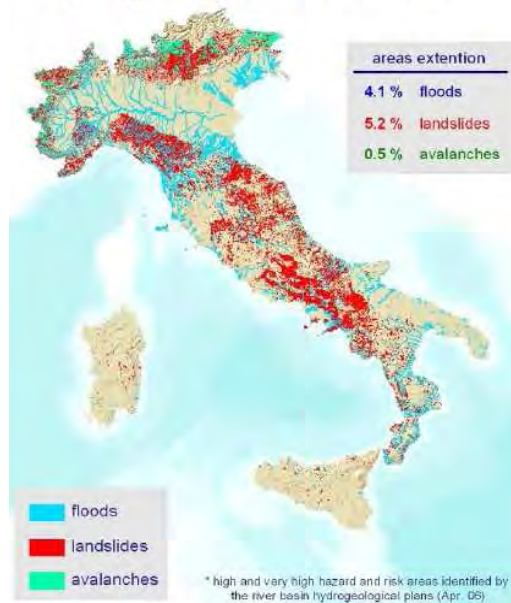 areas extention
4.1 % floods
5.2 % landslides
0.5 % avalanches
floods
landslides
avalanches
* high and very high hazard and risk areas identified by
the river basin hydrogeological plans (Apr. 06)